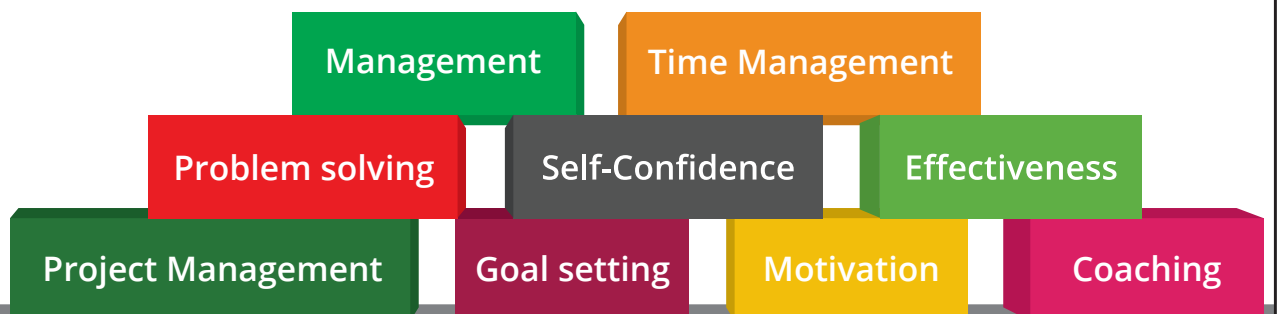 Management
Time Management
Problem solving
Self-Confidence
Effectiveness
Project Management
Goal setting
Motivation
Coaching